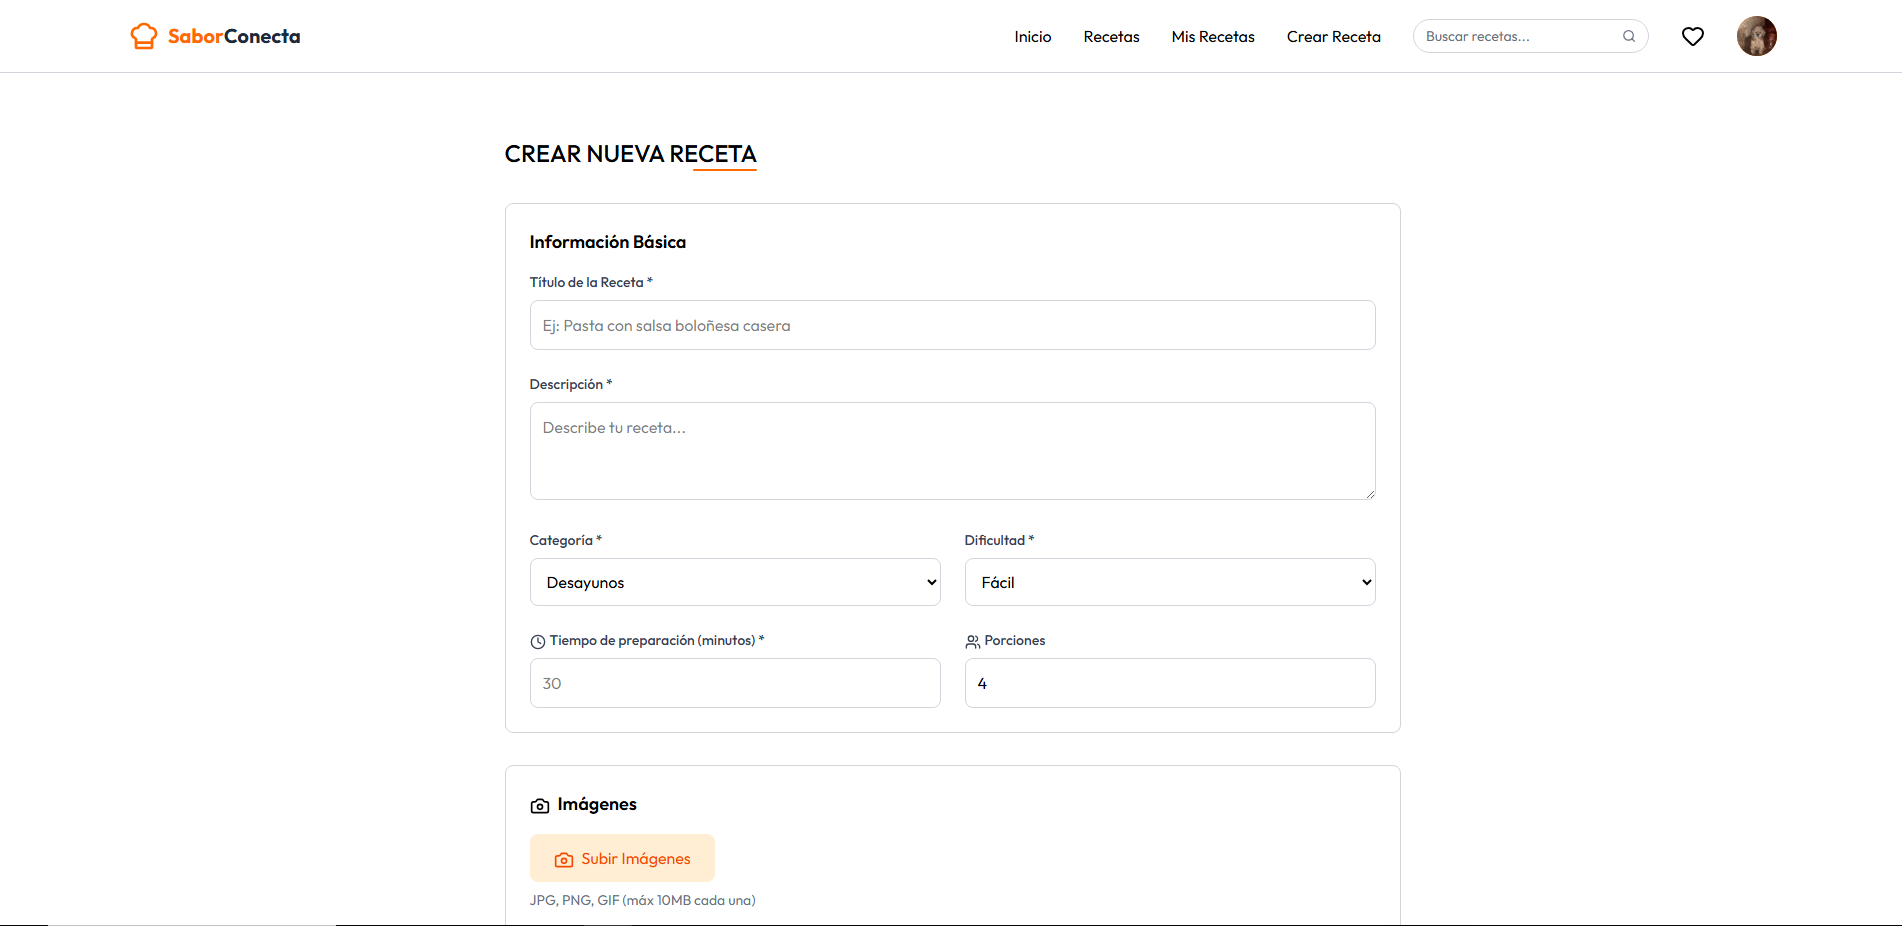 SaborConecta
Inicio Recetas Mis Recetas Crear Receta Buscar recetas...
CREAR NUEVA RECETA
Información Básica
Título de la Receta *
Ej: Pasta con salsa boloñesa casera
Descripción *
Describe tu receta...
Categoría * Dificultad *
Desayunos Fácil
Tiempo de preparación (minutos) * Porciones
30 4
Imágenes
Subir Imágenes
JPG, PNG, GIF (máx 10MB cada una)